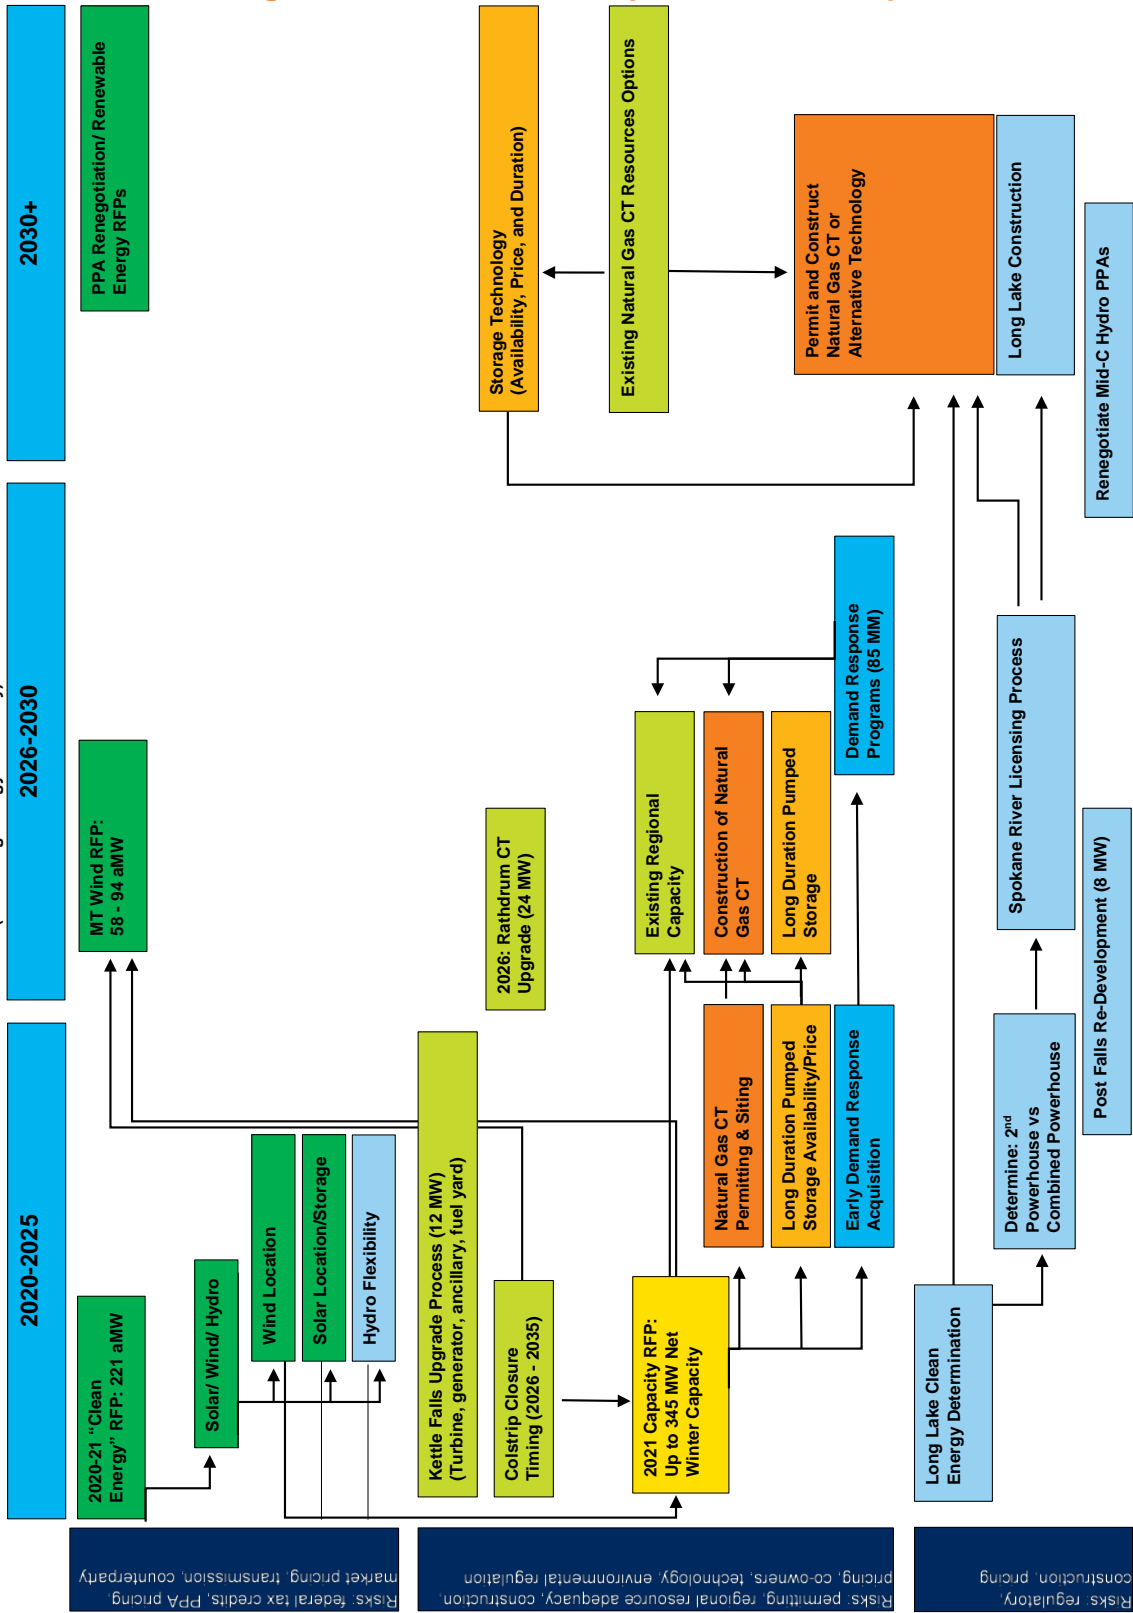 2020-2025
2026-2030
2030+
Risks: federal tax credits, PPA pricing,
market pricing, transmission, counterparty
2020-21 “Clean
Energy” RFP: 221 aMW
Solar/ Wind/ Hydro
Wind Location
Solar Location/Storage
Hydro Flexibility
MT Wind RFP:
58 - 94 aMW
PPA Renegotiation/ Renewable
Energy RFPs
Risks: permitting, regional resource adequacy, construction,
pricing, co-owners, technology, environmental regulation
Kettle Falls Upgrade Process (12 MW)
(Turbine, generator, ancillary, fuel yard)
Colstrip Closure
Timing (2026 - 2035)
2026: Rathdrum CT
Upgrade (24 MW)
Storage Technology
(Availability, Price, and Duration)
Existing Natural Gas CT Resources Options
2021 Capacity RFP:
Up to 345 MW Net
Winter Capacity
Natural Gas CT
Permitting & Siting
Long Duration Pumped
Storage Availability/Price
Early Demand Response
Acquisition
Existing Regional
Capacity
Construction of Natural
Gas CT
Long Duration Pumped
Storage
Demand Response
Programs (85 MM)
Permit and Construct
Natural Gas CT or
Alternative Technology
Risks: regulatory,
construction, pricing
Long Lake Clean
Energy Determination
Determine: 2nd
Powerhouse vs
Combined Powerhouse
Spokane River Licensing Process
Long Lake Construction
Post Falls Re-Development (8 MW)
Renegotiate Mid-C Hydro PPAs